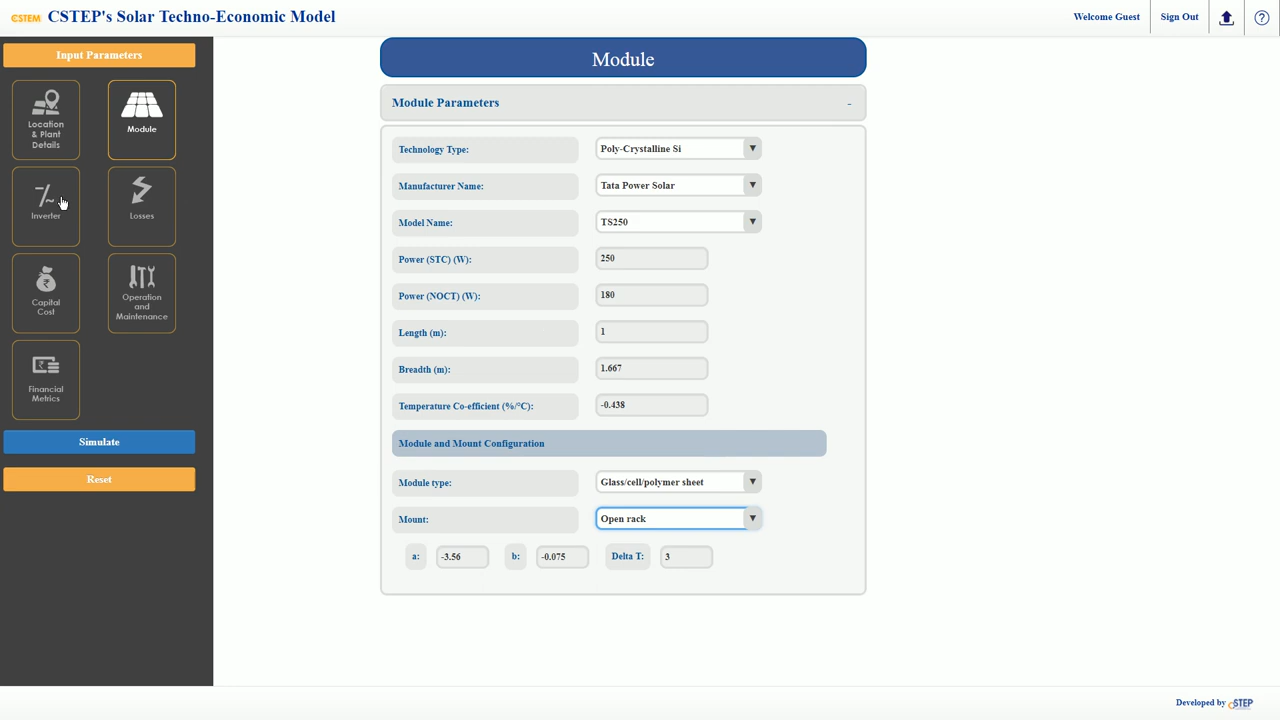 CSTEM CSTEP's Solar Techno-Economic Model
Welcome Guest
Sign Out
?
Input Parameters
Location
& Plant
Details
Module
Inverter
Losses
Capital
Cost
Operation
and
Maintenance
Financial
Metrics
Simulate
Reset
Module
Module Parameters -
Technology Type: Poly-Crystalline Si
Manufacturer Name: Tata Power Solar
Model Name: TS250
Power (STC) (W): 250
Power (NOCT) (W): 180
Length (m): 1
Breadth (m): 1.667
Temperature Co-efficient (%/°C): -0.438
Module and Mount Configuration
Module type: Glass/cell/polymer sheet
Mount: Open rack
a: -3.56 b: -0.075 Delta T: 3
Developed by CSTEP